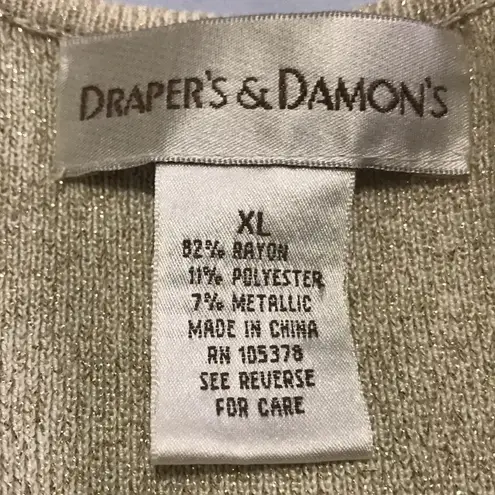 DRAPER'S & DAMON'S
XL
82% RAYON
11% POLYESTER
7% METALLIC
MADE IN CHINA
RN 105378
SEE REVERSE
FOR CARE